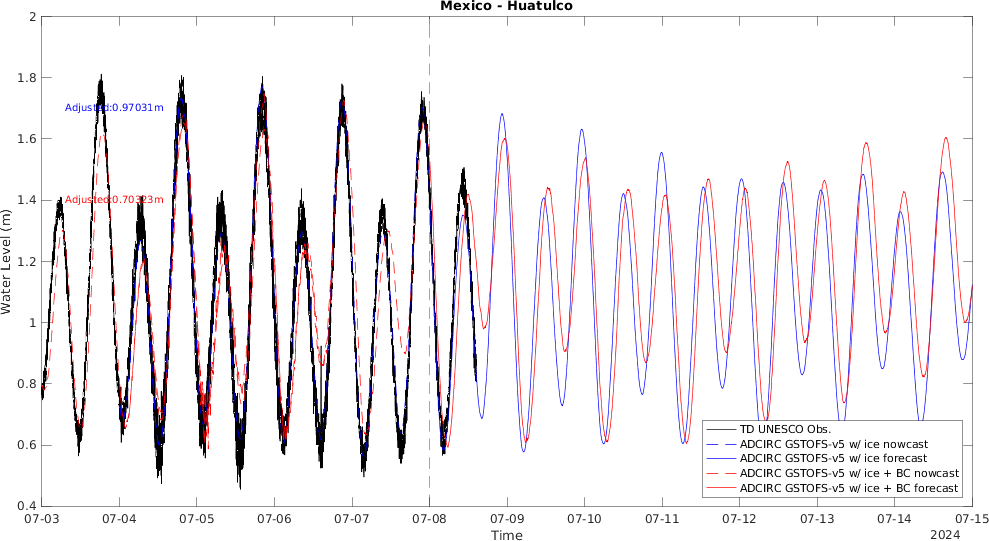 Mexico - Huatulco
2
1.8
1.6
1.4
1.2
1
0.8
0.6
0.4
Water Level (m)
Adjusted:0.97031m
Adjusted:0.70323m
TD UNESCO Obs.
ADCIRC GSTOFS-v5 w/ ice nowcast
ADCIRC GSTOFS-v5 w/ ice forecast
ADCIRC GSTOFS-v5 w/ ice + BC nowcast
ADCIRC GSTOFS-v5 w/ ice + BC forecast
07-03 07-04 07-05 07-06 07-07 07-08 07-09 07-10 07-11 07-12 07-13 07-14 07-15
Time
2024